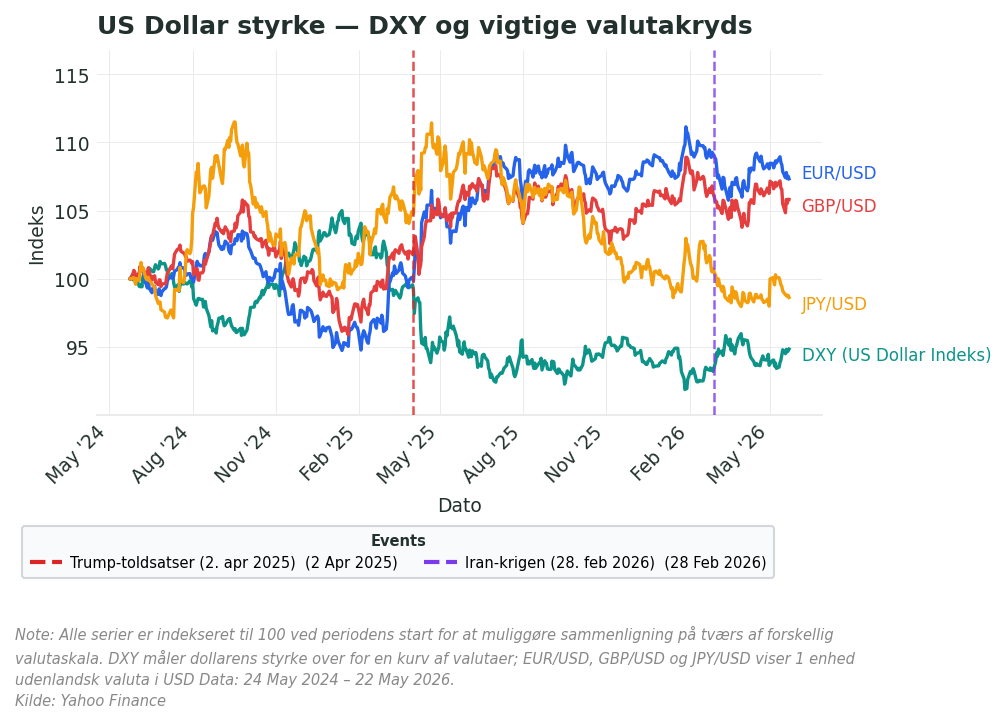 US Dollar styrke — DXY og vigtige valutakryds
Indeks
115
110
105
100
95
EUR/USD
GBP/USD
JPY/USD
DXY (US Dollar Indeks)
May '24
Aug '24
Nov '24
Feb '25
May '25
Aug '25
Nov '25
Feb '26
May '26
Dato
Events
Trump-toldsatser (2. apr 2025)  (2 Apr 2025)
Iran-krigen (28. feb 2026)  (28 Feb 2026)
Note: Alle serier er indekseret til 100 ved periodens start for at muliggøre sammenligning på tværs af forskellig
valutaskala. DXY måler dollarens styrke over for en kurv af valutaer; EUR/USD, GBP/USD og JPY/USD viser 1 enhed
udenlandsk valuta i USD Data: 24 May 2024 – 22 May 2026.
Kilde: Yahoo Finance